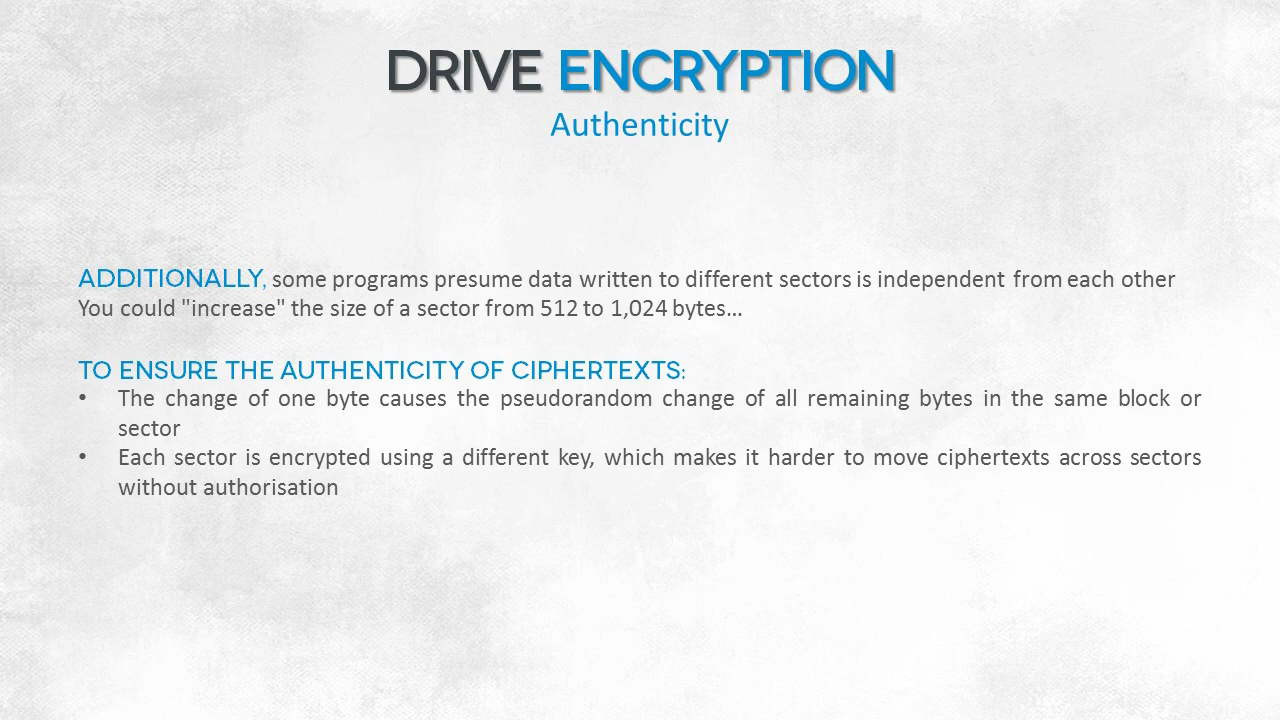 DRIVE ENCRYPTION
Authenticity
ADDITIONALLY, some programs presume data written to different sectors is independent from each other
You could "increase" the size of a sector from 512 to 1,024 bytes…
TO ENSURE THE AUTHENTICITY OF CIPHERTEXTS:
• The change of one byte causes the pseudorandom change of all remaining bytes in the same block or
sector
• Each sector is encrypted using a different key, which makes it harder to move ciphertexts across sectors
without authorisation